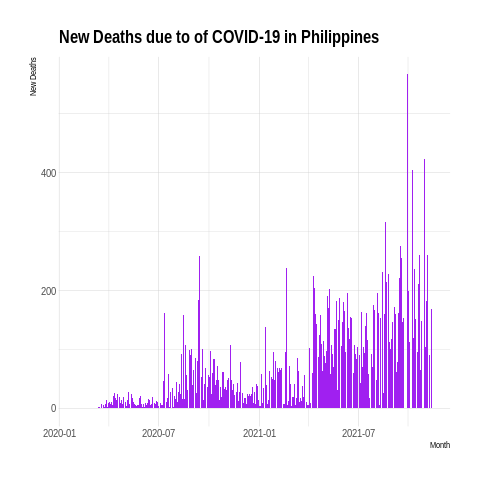 New Deaths due to of COVID-19 in Philippines
New Deaths
400
200
0
2020-01 2020-07 2021-01 2021-07
Month